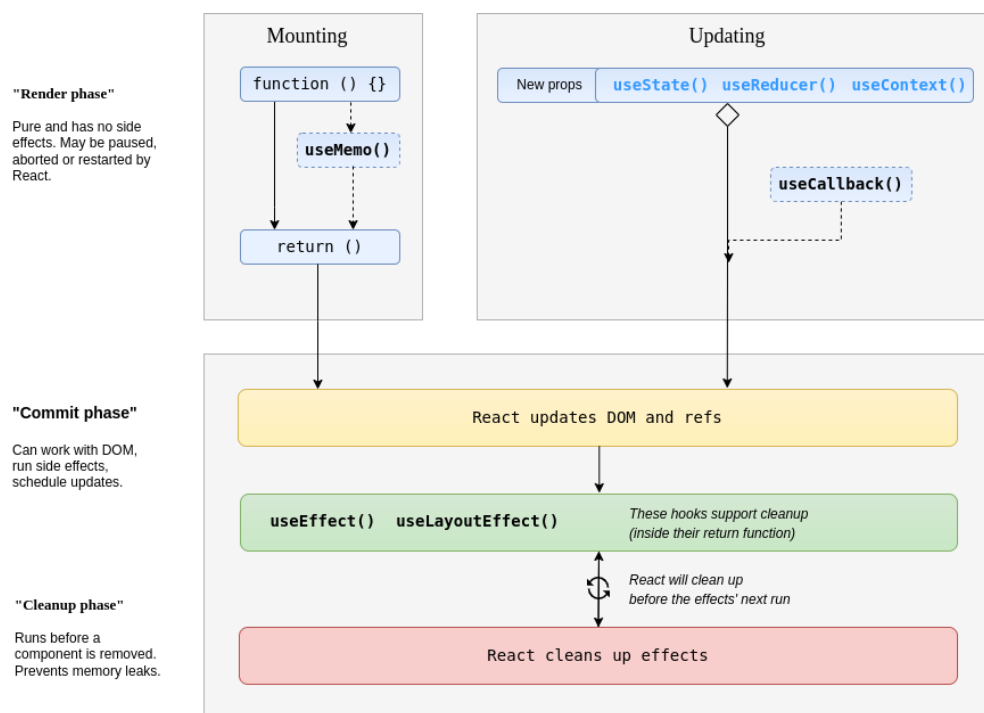 Mounting
Updating
"Render phase"
Pure and has no side
effects. May be paused,
aborted or restarted by
React.
function () {}
useMemo()
return ()
New props
useState() useReducer() useContext()
useCallback()
"Commit phase"
Can work with DOM,
run side effects,
schedule updates.
React updates DOM and refs
useEffect() useLayoutEffect()
These hooks support cleanup
(inside their return function)
React will clean up
before the effects' next run
"Cleanup phase"
Runs before a
component is removed.
Prevents memory leaks.
React cleans up effects